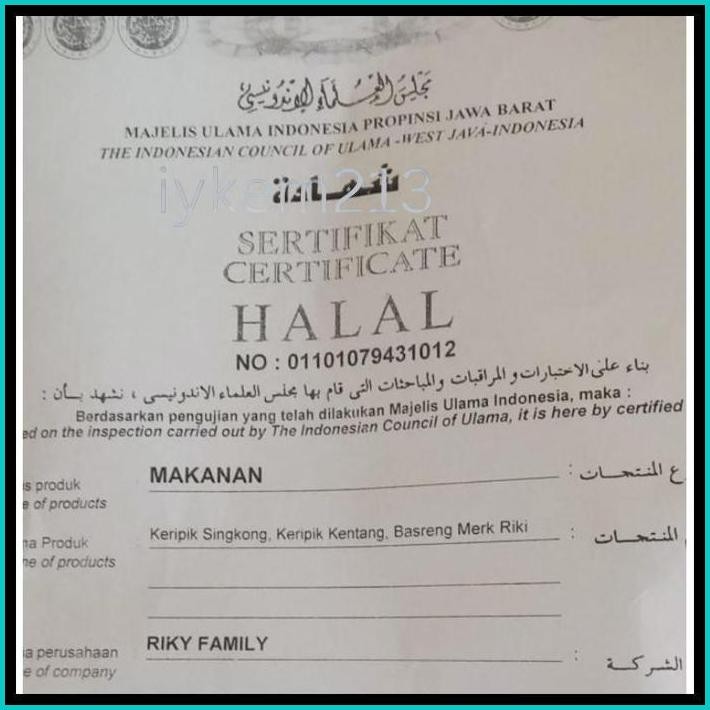 مجلس العلماء الإندونيسي
MAJELIS ULAMA INDONESIA PROPINSI JAWA BARAT
THE INDONESIAN COUNCIL OF ULAMA -WEST JAVA-INDONESIA
شهادة
iykem213
SERTIFIKAT
CERTIFICATE
HALAL
NO : 01101079431012
بناء على الاختبارات و المراقبات والمباحثات التى قام بها مجلس العلماء الاندونيسى ، نشهد بأن :
Berdasarkan pengujian yang telah dilakukan Majelis Ulama Indonesia, maka :
ed on the inspection carried out by The Indonesian Council of Ulama, it is here by certified
s produk MAKANAN : ع المنتجات
e of products
na Produk Keripik Singkong, Keripik Kentang, Basreng Merk Riki : المنتجات
ne of products
a perusahaan RIKY FAMILY : الشركة
e of company